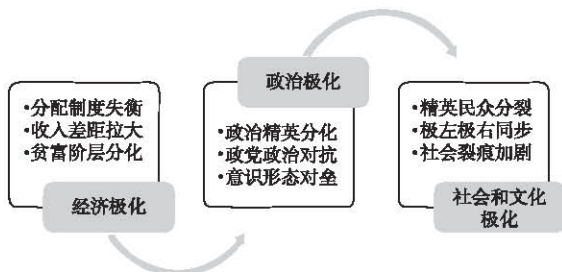 •分配制度失衡
•收入差距拉大
•贫富阶层分化
经济极化
政治极化
•政治精英分化
•政党政治对抗
•意识形态对垒
•精英民众分裂
•极左极右同步
•社会裂痕加剧
社会和文化
极化